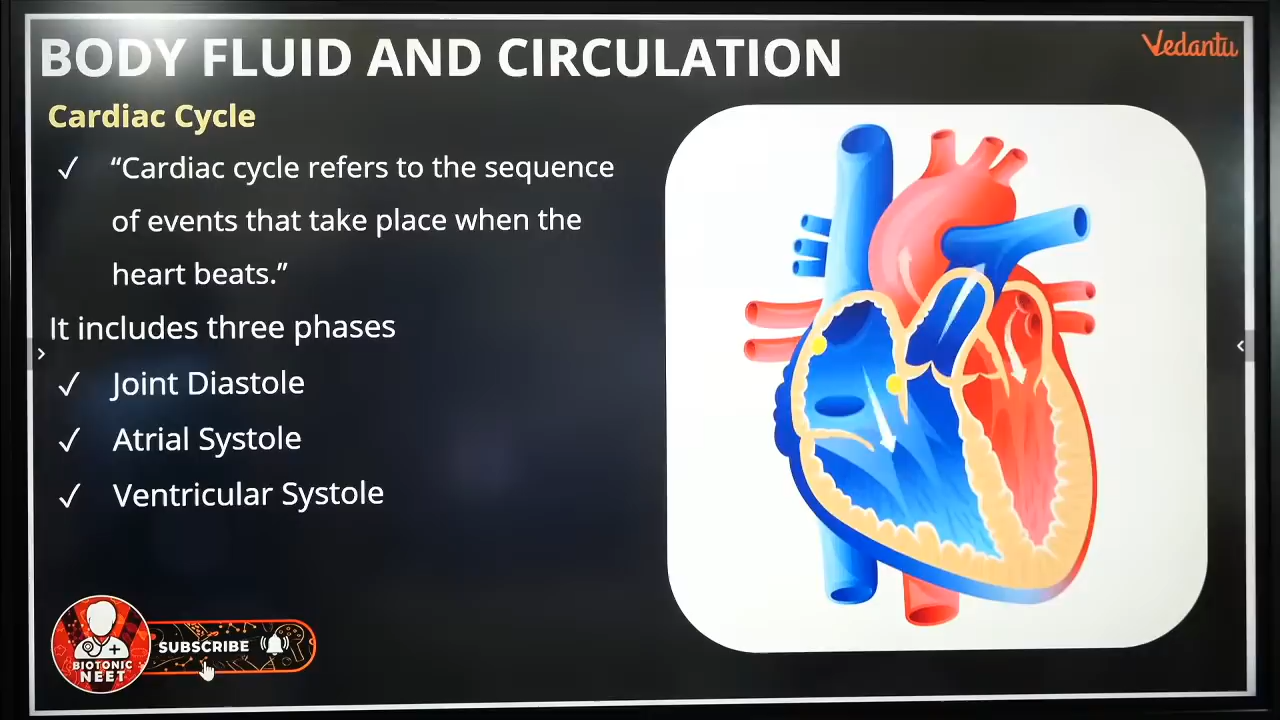 BODY FLUID AND CIRCULATION
Vedantu
Cardiac Cycle
✓ “Cardiac cycle refers to the sequence
of events that take place when the
heart beats.”
It includes three phases
✓ Joint Diastole
✓ Atrial Systole
✓ Ventricular Systole
SUBSCRIBE
BIOTONIC
NEET